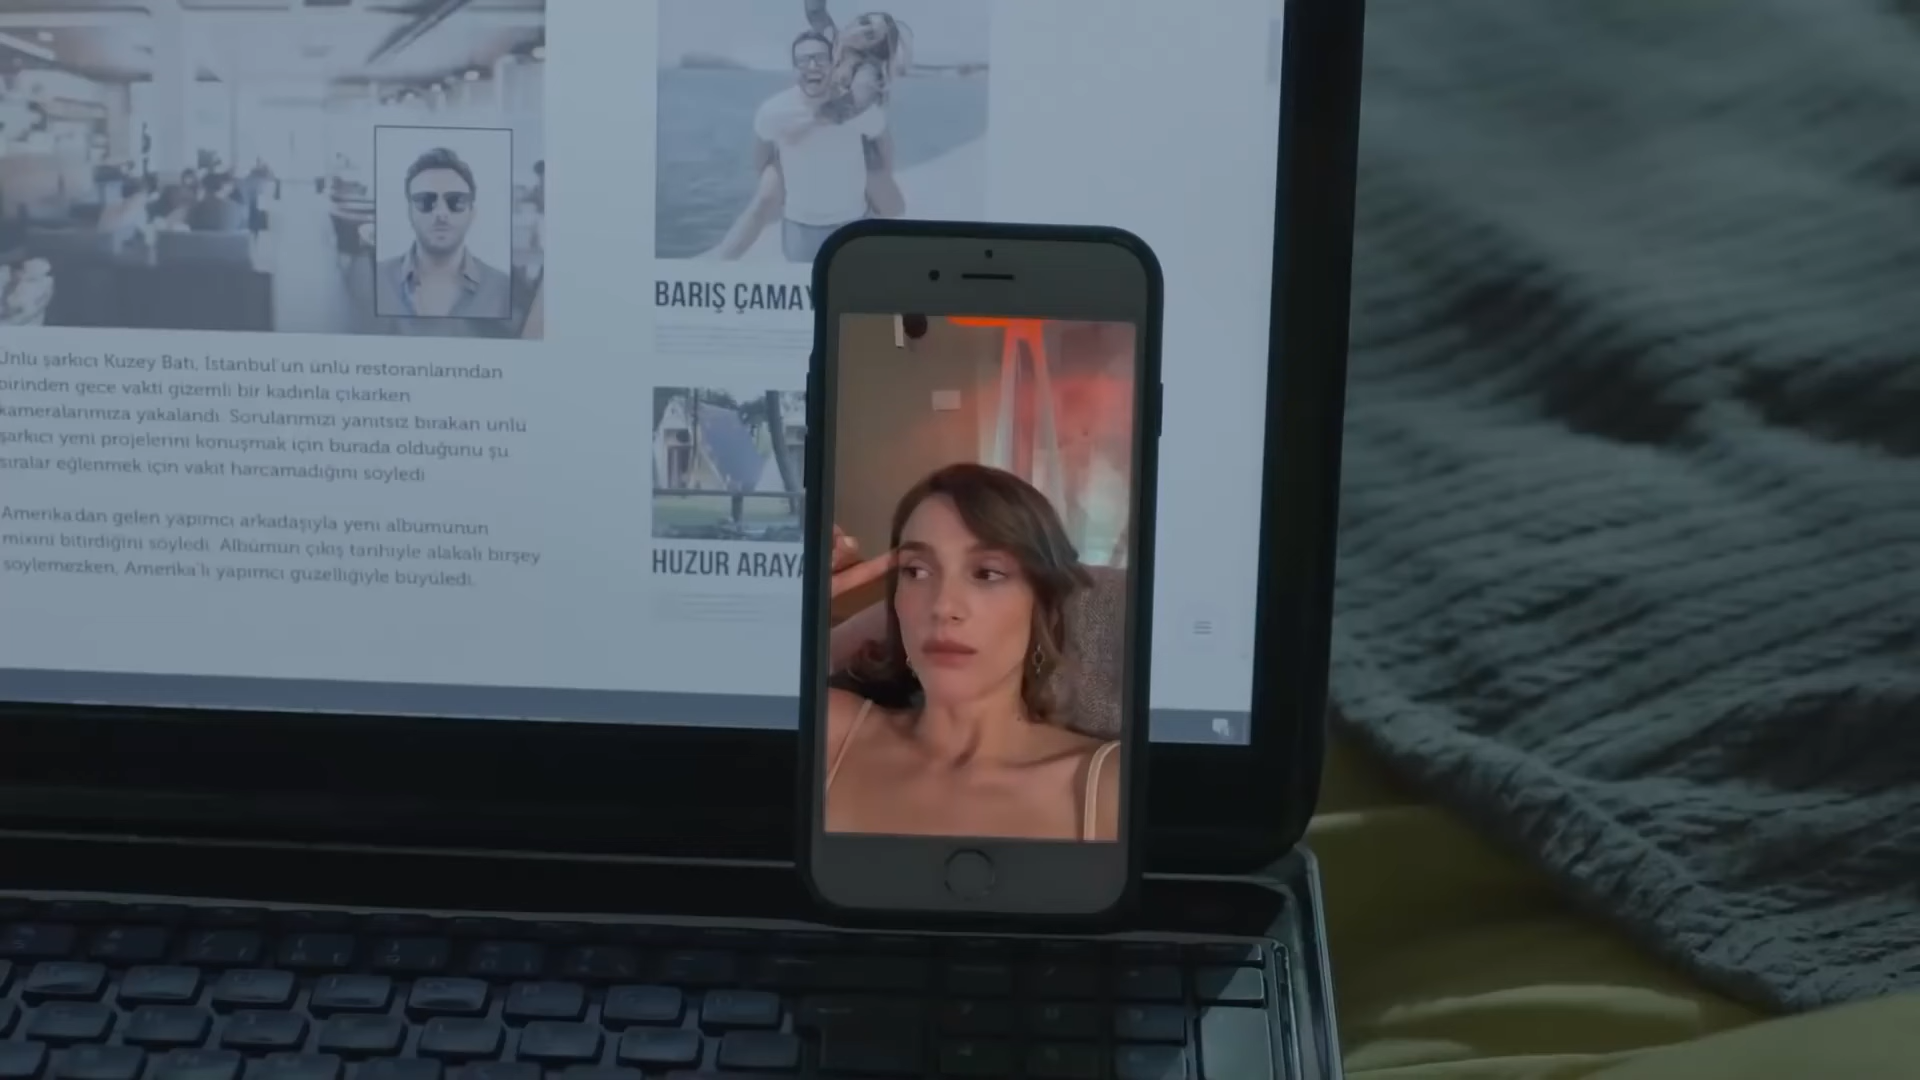 Ünlü şarkıcı Kuzey Batı, İstanbul'un ünlü restoranlarından
birinden gece vakti gizemli bir kadınla çıkarken
kameralarımıza yakalandı. Sorularımızı yanıtsız bırakan ünlü
şarkıcı yeni projelerini konuşmak için burada olduğunu şu
sıralar eğlenmek için vakit harcamadığını söyledi
Amerika'dan gelen yapımcı arkadaşıyla yeni albümünün
mixini bitirdiğini söyledi. Albümün çıkış tarihiyle alakalı birşey
söylemezken, Amerika'lı yapımcı güzelliğiyle büyüledi.
BARIŞ ÇAMAY
HUZUR ARAYA